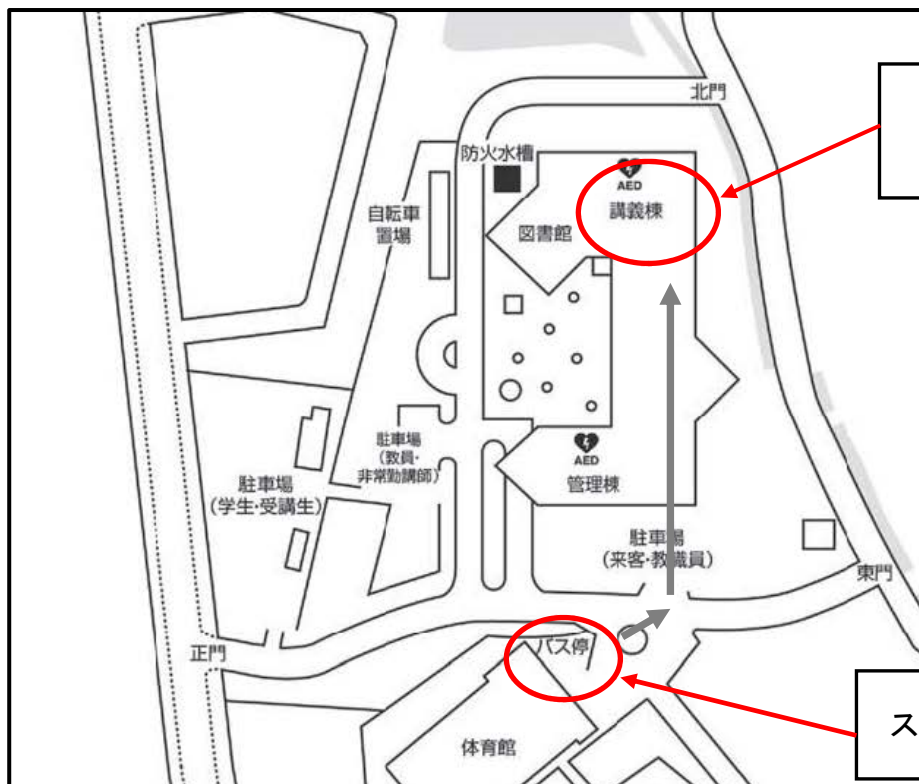 北門
防火水槽
AED
講義棟
自転車
置場
図書館
駐車場
(教員・
非常勤講師)
AED
管理棟
駐車場
(学生・受講生)
駐車場
(来客・教職員)
東門
バス停
正門
ス
体育館